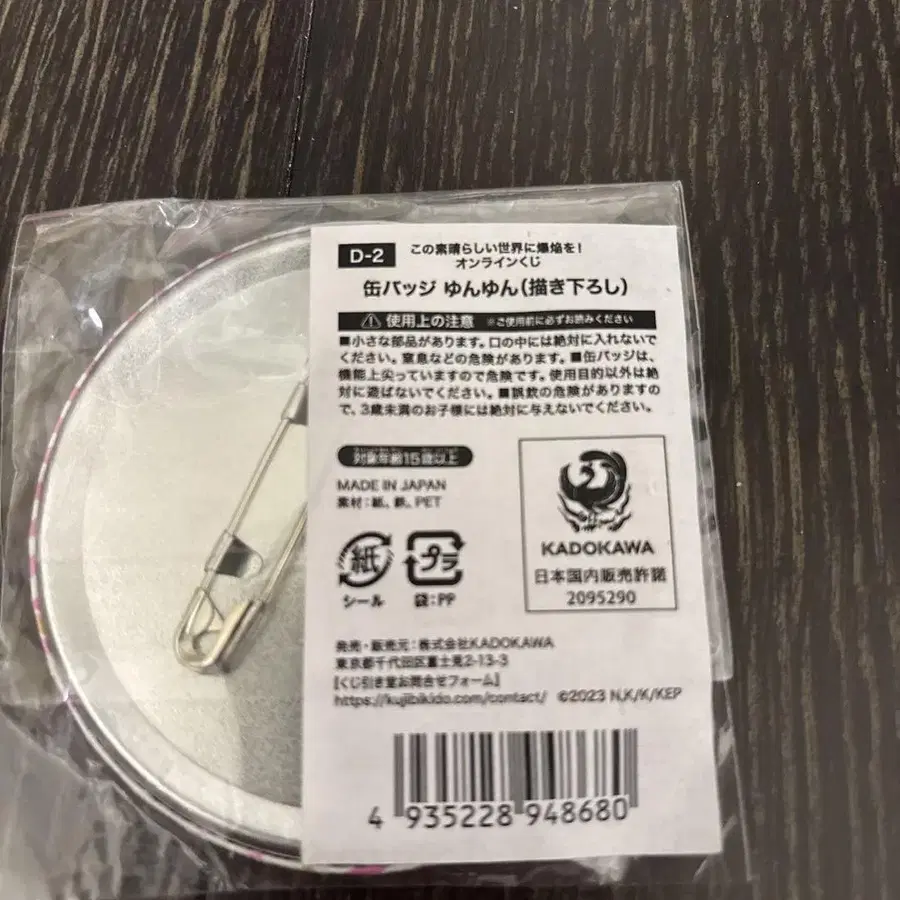 D-2
この素晴らしい世界に爆焔を!
オンラインくじ
缶バッジ ゆんゆん(描き下ろし)
⚠使用上の注意 ※ご使用前に必ずお読みください
■小さな部品があります。口の中には絶対に入れないで
ください。窒息などの危険があります。■缶バッジは、
機能上尖っていますので危険です。使用目的以外は絶
対に遊ばないでください。■誤飲の危険がありますの
で、3歳未満のお子様には絶対に与えないでください。
対象年齢15歳以上
MADE IN JAPAN
素材:紙、鉄、PET
紙
シール
プラ
袋:PP
KADOKAWA
日本国内販売許諾
2095290
発売・販売元:株式会社KADOKAWA
東京都千代田区富士見2-13-3
【くじ引き堂お問合せフォーム】
https://kujibikido.com/contact/ ©2023 N,K/K/KEP
4 935228 948680